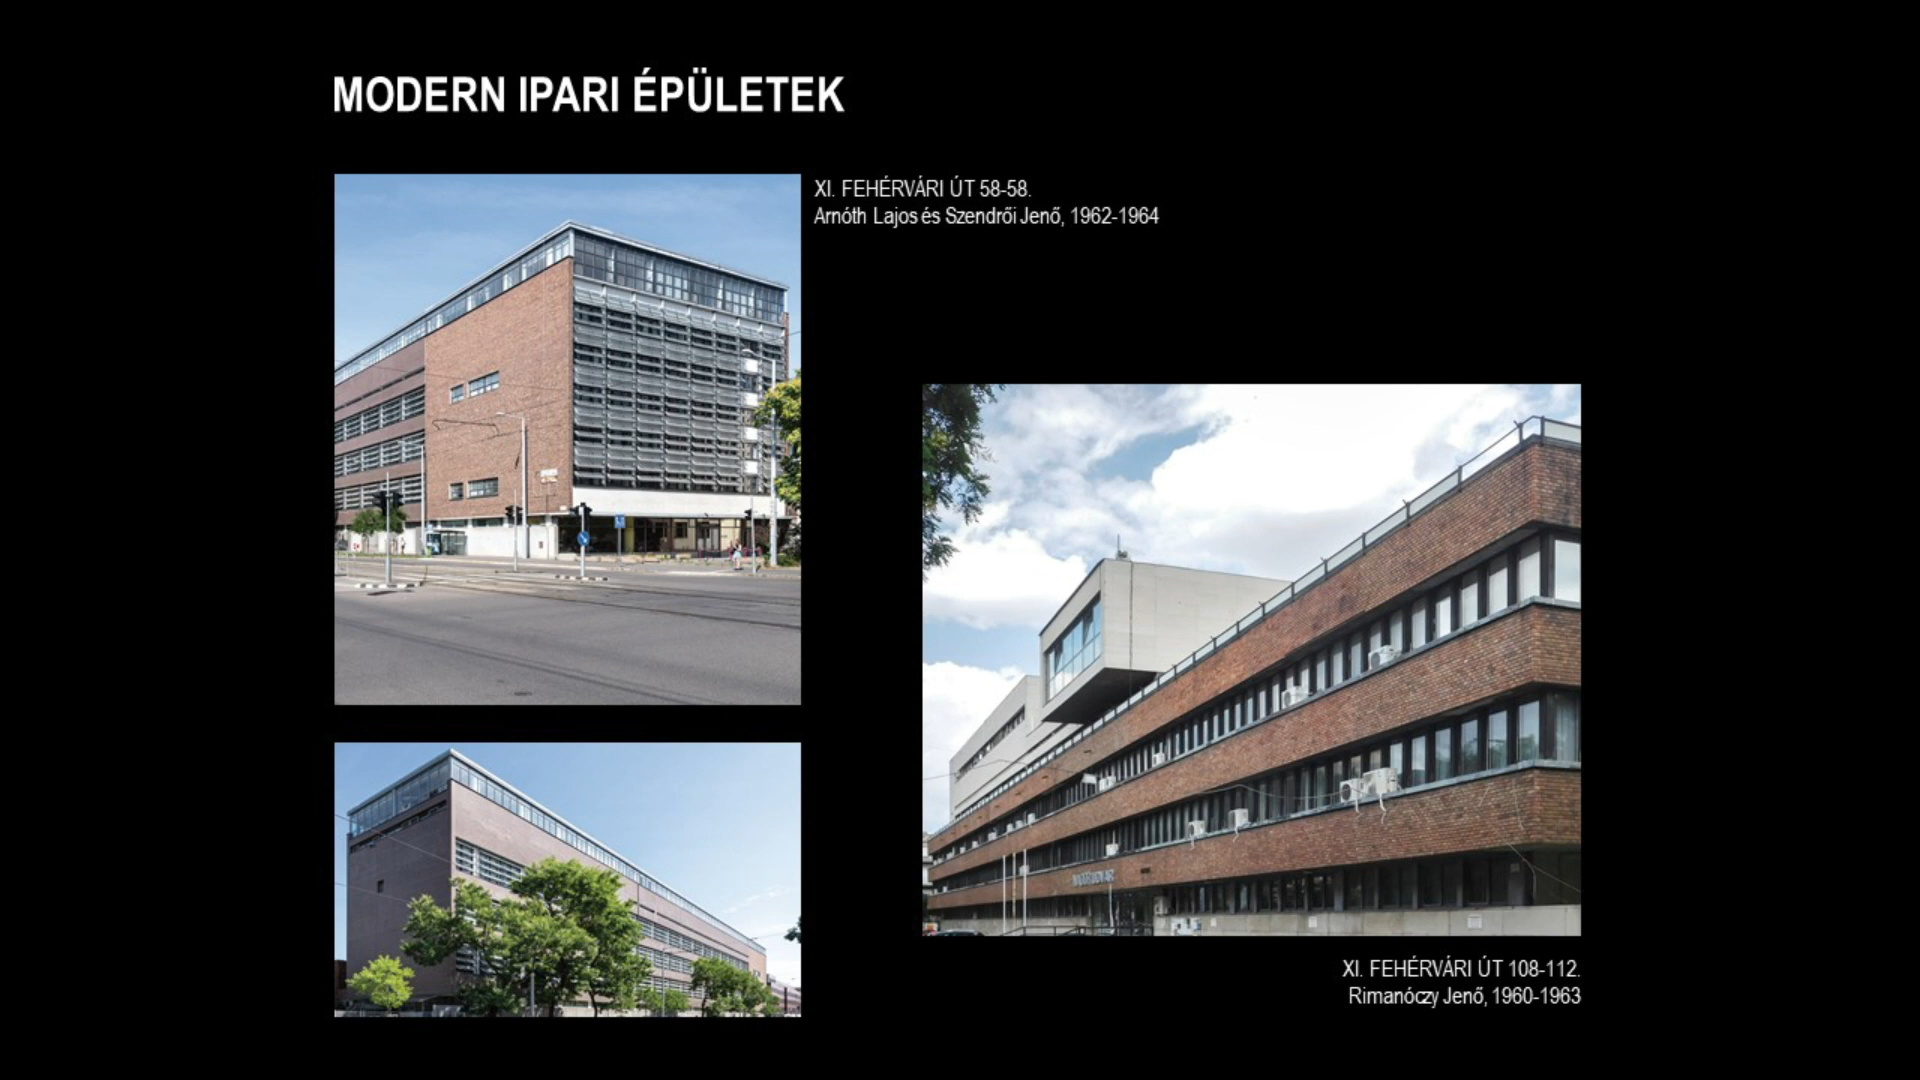 MODERN IPARI ÉPÜLETEK
XI. FEHÉRVÁRI ÚT 58-58.
Arnóth Lajos és Szendrői Jenő, 1962-1964
XI. FEHÉRVÁRI ÚT 108-112.
Rimanóczy Jenő, 1960-1963